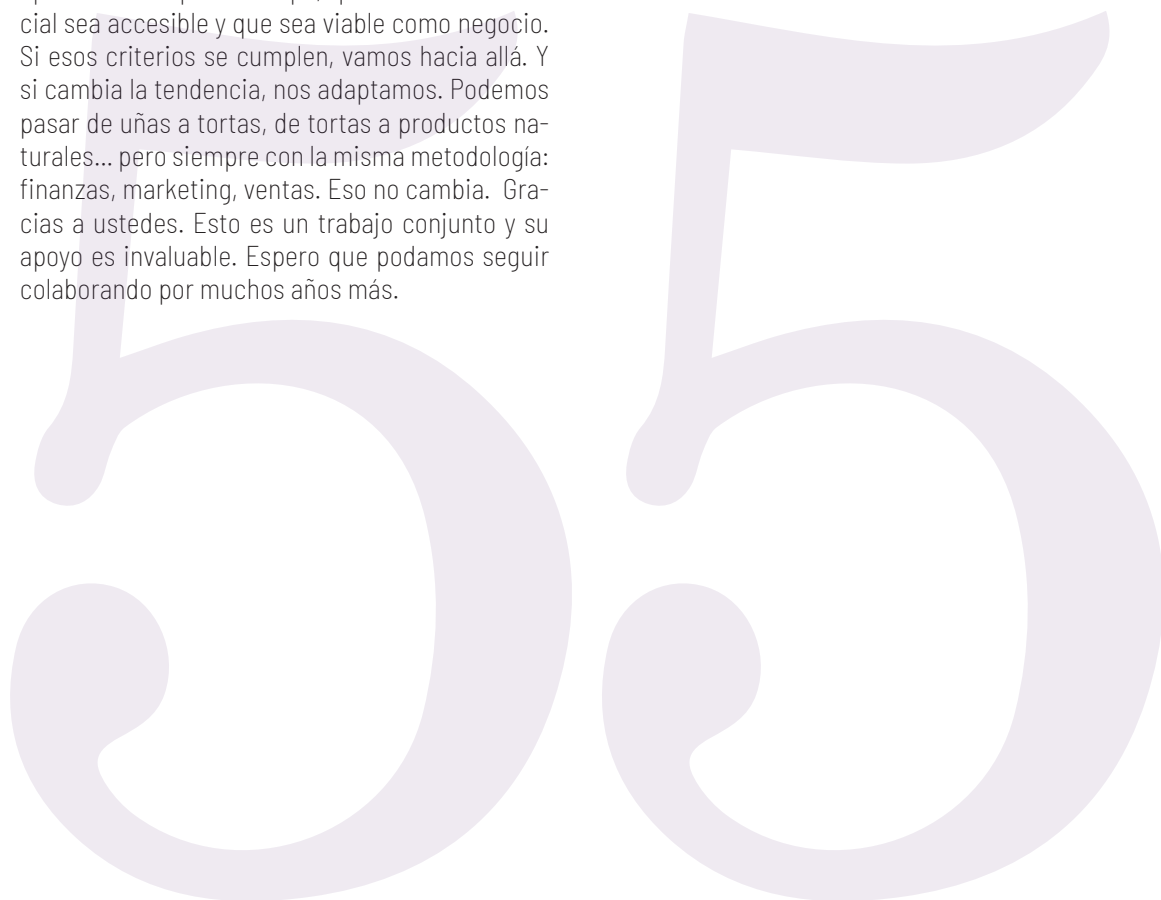 cial sea accesible y que sea viable como negocio.
Si esos criterios se cumplen, vamos hacia allá. Y
si cambia la tendencia, nos adaptamos. Podemos
pasar de uñas a tortas, de tortas a productos na-
turales... pero siempre con la misma metodología:
finanzas, marketing, ventas. Eso no cambia.  Gra-
cias a ustedes. Esto es un trabajo conjunto y su
apoyo es invaluable. Espero que podamos seguir
colaborando por muchos años más.
55